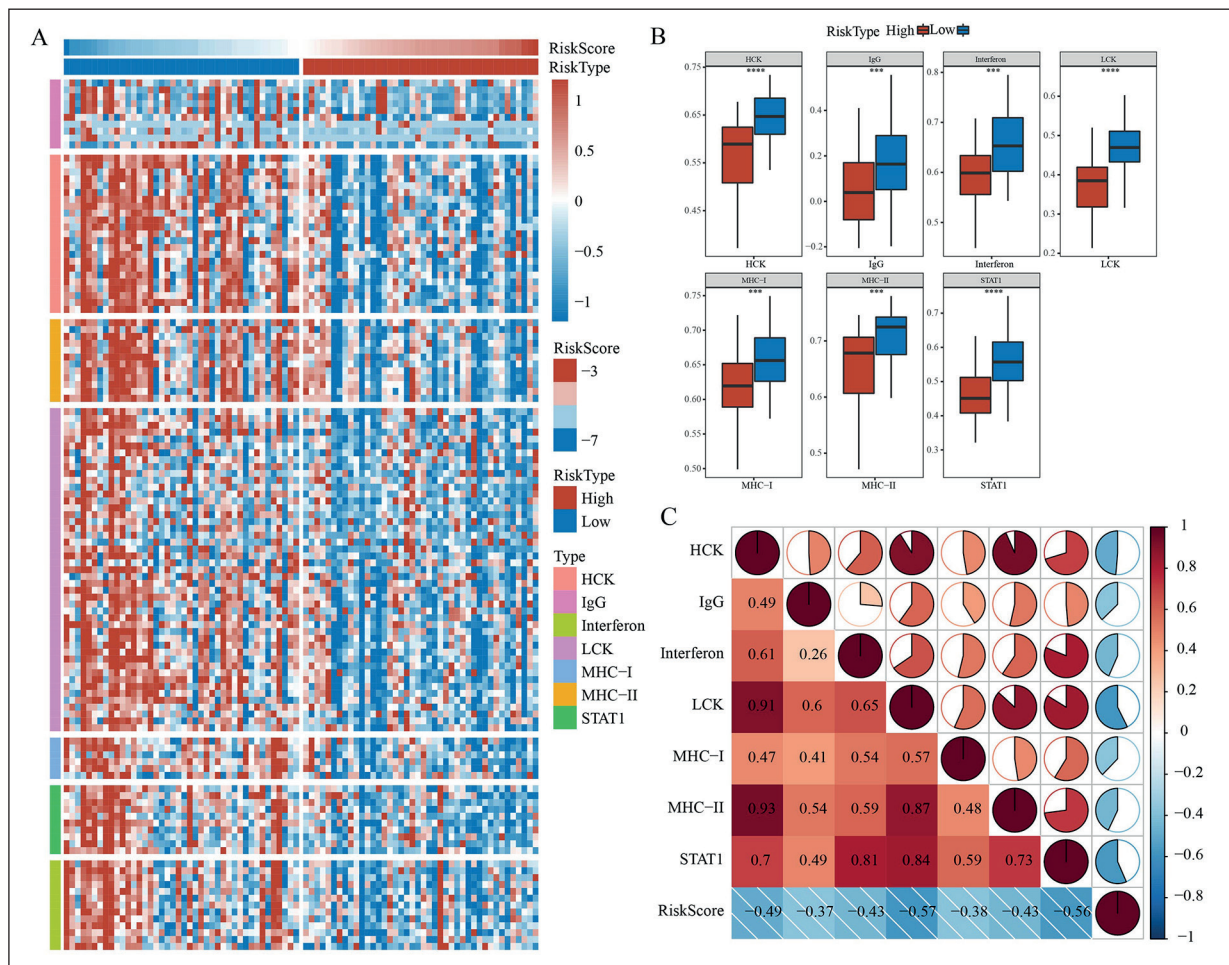 A
RiskScore
RiskType
1
0.5
0
−0.5
−1
RiskScore
−3
−7
RiskType
High
Low
Type
HCK
IgG
Interferon
LCK
MHC−I
MHC−II
STAT1
B
RiskType High Low
HCK
****
0.75
0.65
0.55
0.45
HCK
IgG
***
0.4
0.2
0.0
−0.2
IgG
Interferon
***
0.8
0.7
0.6
0.5
Interferon
LCK
****
0.6
0.5
0.4
0.3
0.2
LCK
MHC−I
***
0.75
0.70
0.65
0.60
0.55
0.50
MHC−I
MHC−II
***
0.7
0.6
0.5
MHC−II
STAT1
****
0.7
0.6
0.5
0.4
0.3
STAT1
C
HCK
IgG 0.49
Interferon 0.61 0.26
LCK 0.91 0.6 0.65
MHC−I 0.47 0.41 0.54 0.57
MHC−II 0.93 0.54 0.59 0.87 0.48
STAT1 0.7 0.49 0.81 0.84 0.59 0.73
RiskScore −0.49 −0.37 −0.43 −0.57 −0.38 −0.43 −0.56
1
0.8
0.6
0.4
0.2
0
−0.2
−0.4
−0.6
−0.8
−1